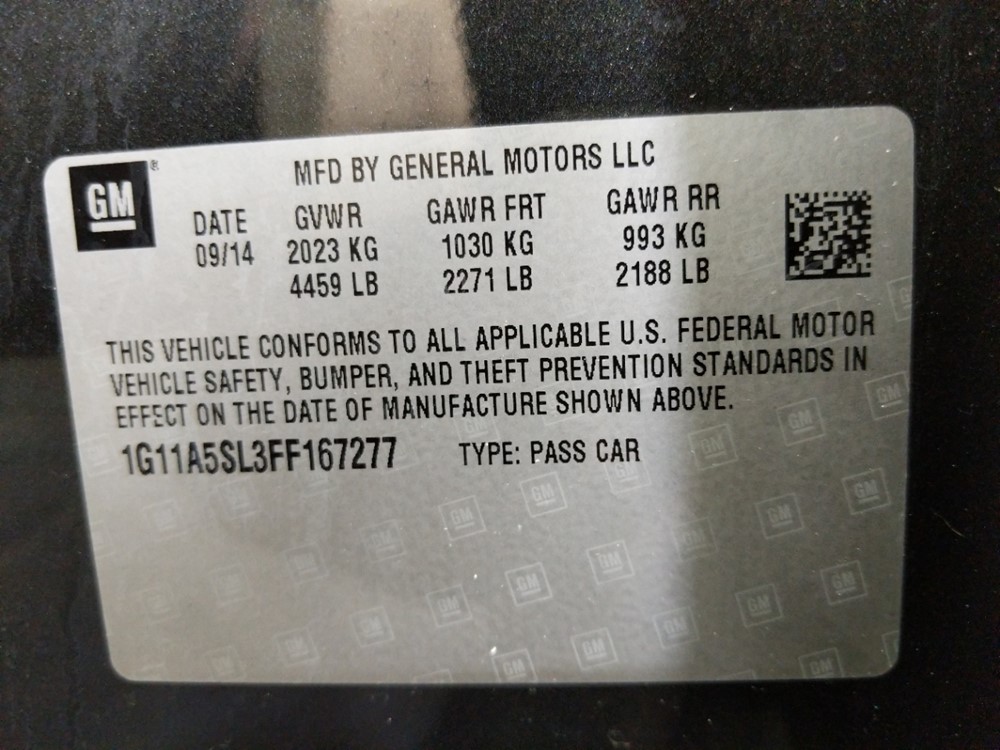 GM®
MFD BY GENERAL MOTORS LLC
DATE GVWR GAWR FRT GAWR RR
09/14 2023 KG 1030 KG 993 KG
4459 LB 2271 LB 2188 LB
THIS VEHICLE CONFORMS TO ALL APPLICABLE U.S. FEDERAL MOTOR
VEHICLE SAFETY, BUMPER, AND THEFT PREVENTION STANDARDS IN
EFFECT ON THE DATE OF MANUFACTURE SHOWN ABOVE.
1G11A5SL3FF167277 TYPE: PASS CAR